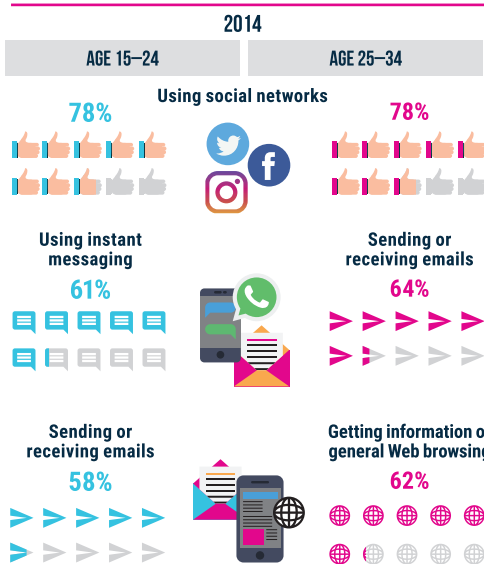 2014
AGE 15—24
AGE 25—34
Using social networks
78%
78%
Using instant
messaging
61%
Sending or
receiving emails
64%
Sending or
receiving emails
58%
Getting information o
general Web browsing
62%